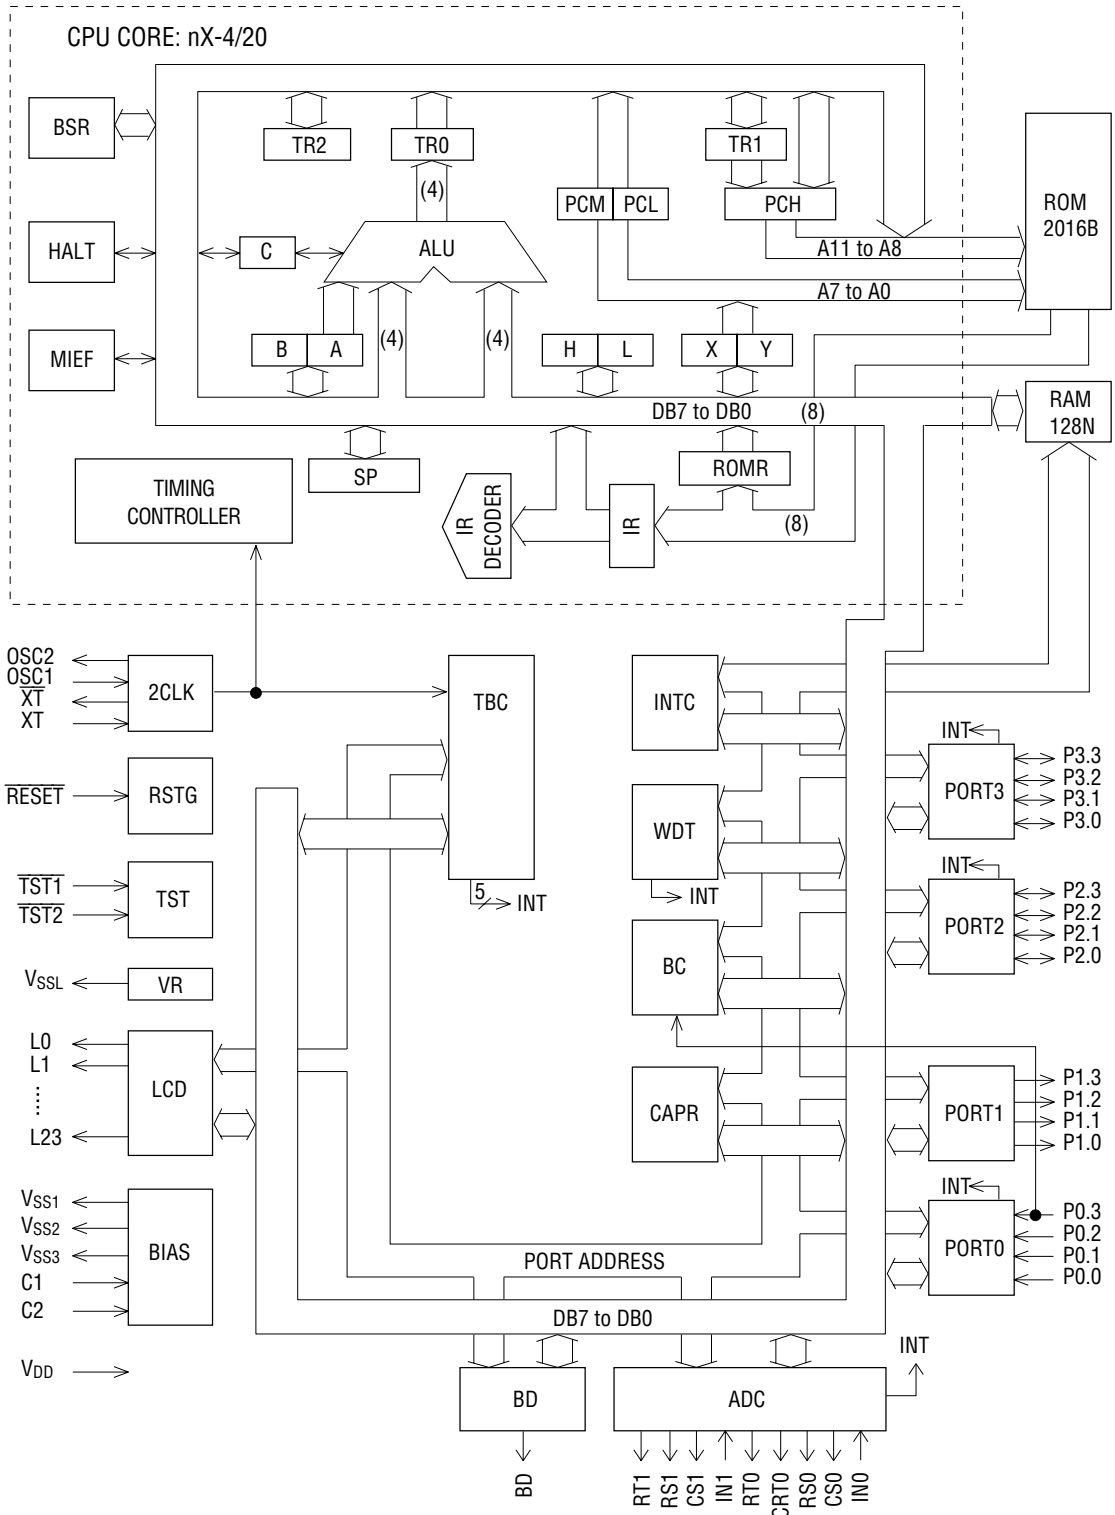 CPU CORE: nX-4/20
BSR
HALT
MIEF
TR2
TR0
TR1
(4)
PCM
PCL
PCH
ROM
2016B
C
ALU
A11 to A8
A7 to A0
B
A
(4)
(4)
H
L
X
Y
DB7 to DB0
(8)
RAM
128N
SP
ROMR
TIMING
CONTROLLER
IR
DECODER
IR
(8)
OSC2
OSC1
XT
XT
2CLK
TBC
INTC
INT
PORT3
P3.3
P3.2
P3.1
P3.0
RESET
RSTG
WDT
INT
5
INT
TST1
TST2
TST
INT
PORT2
P2.3
P2.2
P2.1
P2.0
BC
VSSL
VR
L0
L1
L23
LCD
CAPR
PORT1
P1.3
P1.2
P1.1
P1.0
VSS1
VSS2
VSS3
C1
C2
BIAS
INT
PORT0
P0.3
P0.2
P0.1
P0.0
PORT ADDRESS
DB7 to DB0
VDD
BD
ADC
INT
BD
RT1
RS1
CS1
IN1
RT0
CRT0
RS0
CS0
IN0